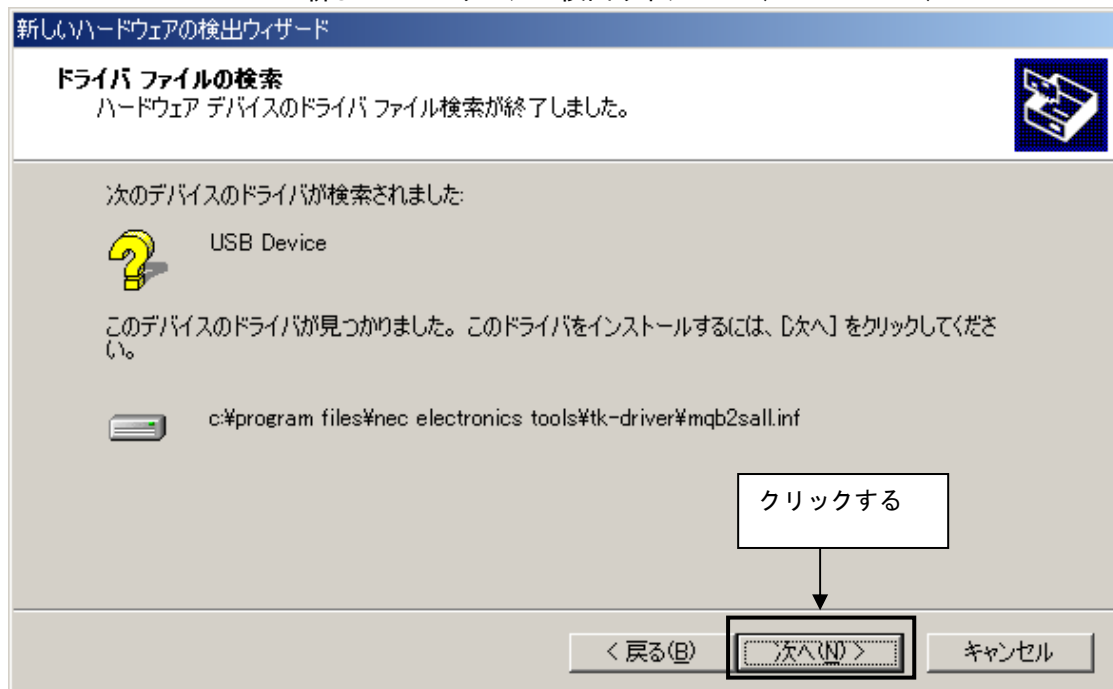 新しいハードウェアの検出ウィザード
ドライバ ファイルの検索
ハードウェア デバイスのドライバ ファイル検索が終了しました。
次のデバイスのドライバが検索されました:
USB Device
このデバイスのドライバが見つかりました。このドライバをインストールするには、[次へ] をクリックしてくださ
い。
c:¥program files¥nec electronics tools¥tk-driver¥mqb2sall.inf
クリックする
< 戻る(B) 次へ(N) > キャンセル